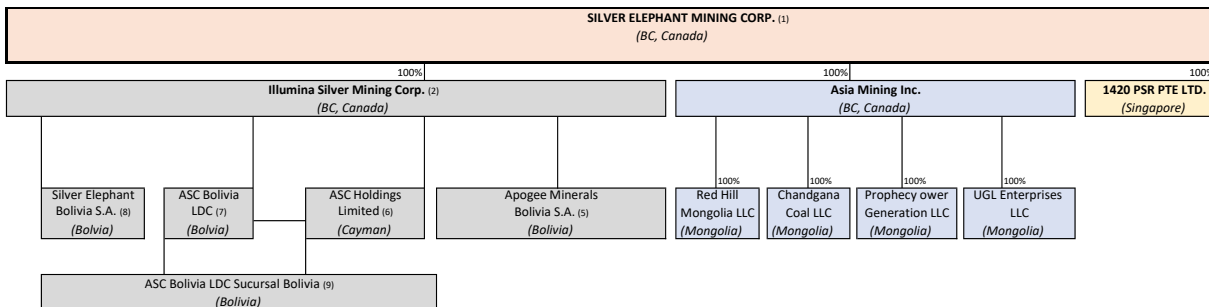 SILVER ELEPHANT MINING CORP. (1)
(BC, Canada)
100%
100%
100%
Illumina Silver Mining Corp. (2)
(BC, Canada)
Asia Mining Inc.
(BC, Canada)
1420 PSR PTE LTD.
(Singapore)
100%
100%
100%
100%
Silver Elephant
Bolivia S.A. (8)
(Bolvia)
ASC Bolivia
LDC (7)
(Bolvia)
ASC Holdings
Limited (6)
(Cayman)
Apogee Minerals
Bolivia S.A. (5)
(Bolivia)
Red Hill
Mongolia LLC
(Mongolia)
Chandgana
Coal LLC
(Mongolia)
Prophecy ower
Generation LLC
(Mongolia)
UGL Enterprises
LLC
(Mongolia)
ASC Bolivia LDC Sucursal Bolivia (9)
(Bolivia)